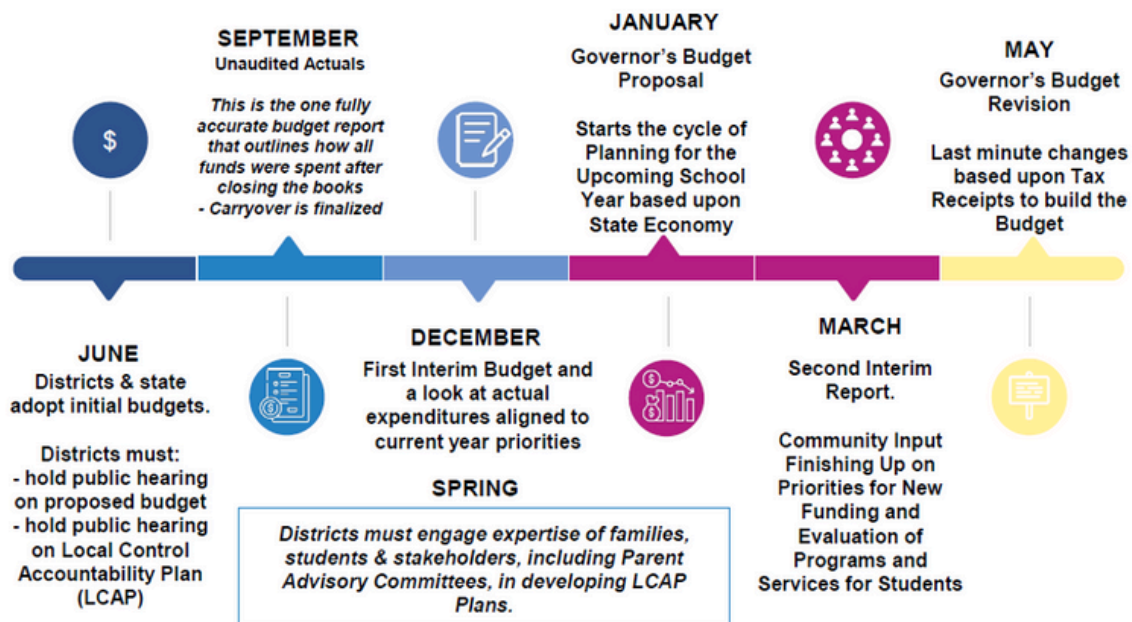 SEPTEMBER
Unaudited Actuals
This is the one fully
accurate budget report
that outlines how all
funds were spent after
closing the books
- Carryover is finalized
JANUARY
Governor's Budget
Proposal
Starts the cycle of
Planning for the
Upcoming School
Year based upon
State Economy
MAY
Governor's Budget
Revision
Last minute changes
based upon Tax
Receipts to build the
Budget
$
JUNE
Districts & state
adopt initial budgets.
Districts must:
- hold public hearing
on proposed budget
- hold public hearing
on Local Control
Accountability Plan
(LCAP)
DECEMBER
First Interim Budget and
a look at actual
expenditures aligned to
current year priorities
MARCH
Second Interim
Report.
Community Input
Finishing Up on
Priorities for New
Funding and
Evaluation of
Programs and
Services for Students
SPRING
Districts must engage expertise of families,
students & stakeholders, including Parent
Advisory Committees, in developing LCAP
Plans.